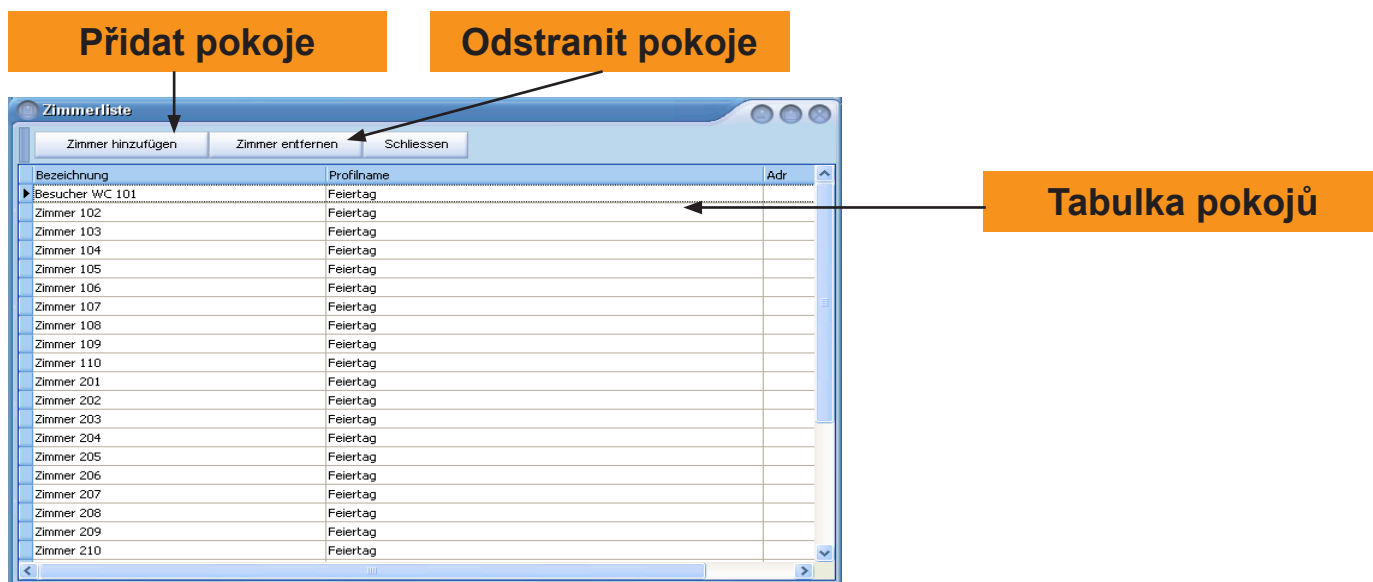 Přidat pokoje
Odstranit pokoje
Zimmerliste
Zimmer hinzufügen Zimmer entfernen Schliessen
Bezeichnung Profilname Adr
Besucher WC 101 Feiertag
Tabulka pokojů
Zimmer 102 Feiertag
Zimmer 103 Feiertag
Zimmer 104 Feiertag
Zimmer 105 Feiertag
Zimmer 106 Feiertag
Zimmer 107 Feiertag
Zimmer 108 Feiertag
Zimmer 109 Feiertag
Zimmer 110 Feiertag
Zimmer 201 Feiertag
Zimmer 202 Feiertag
Zimmer 203 Feiertag
Zimmer 204 Feiertag
Zimmer 205 Feiertag
Zimmer 206 Feiertag
Zimmer 207 Feiertag
Zimmer 208 Feiertag
Zimmer 209 Feiertag
Zimmer 210 Feiertag